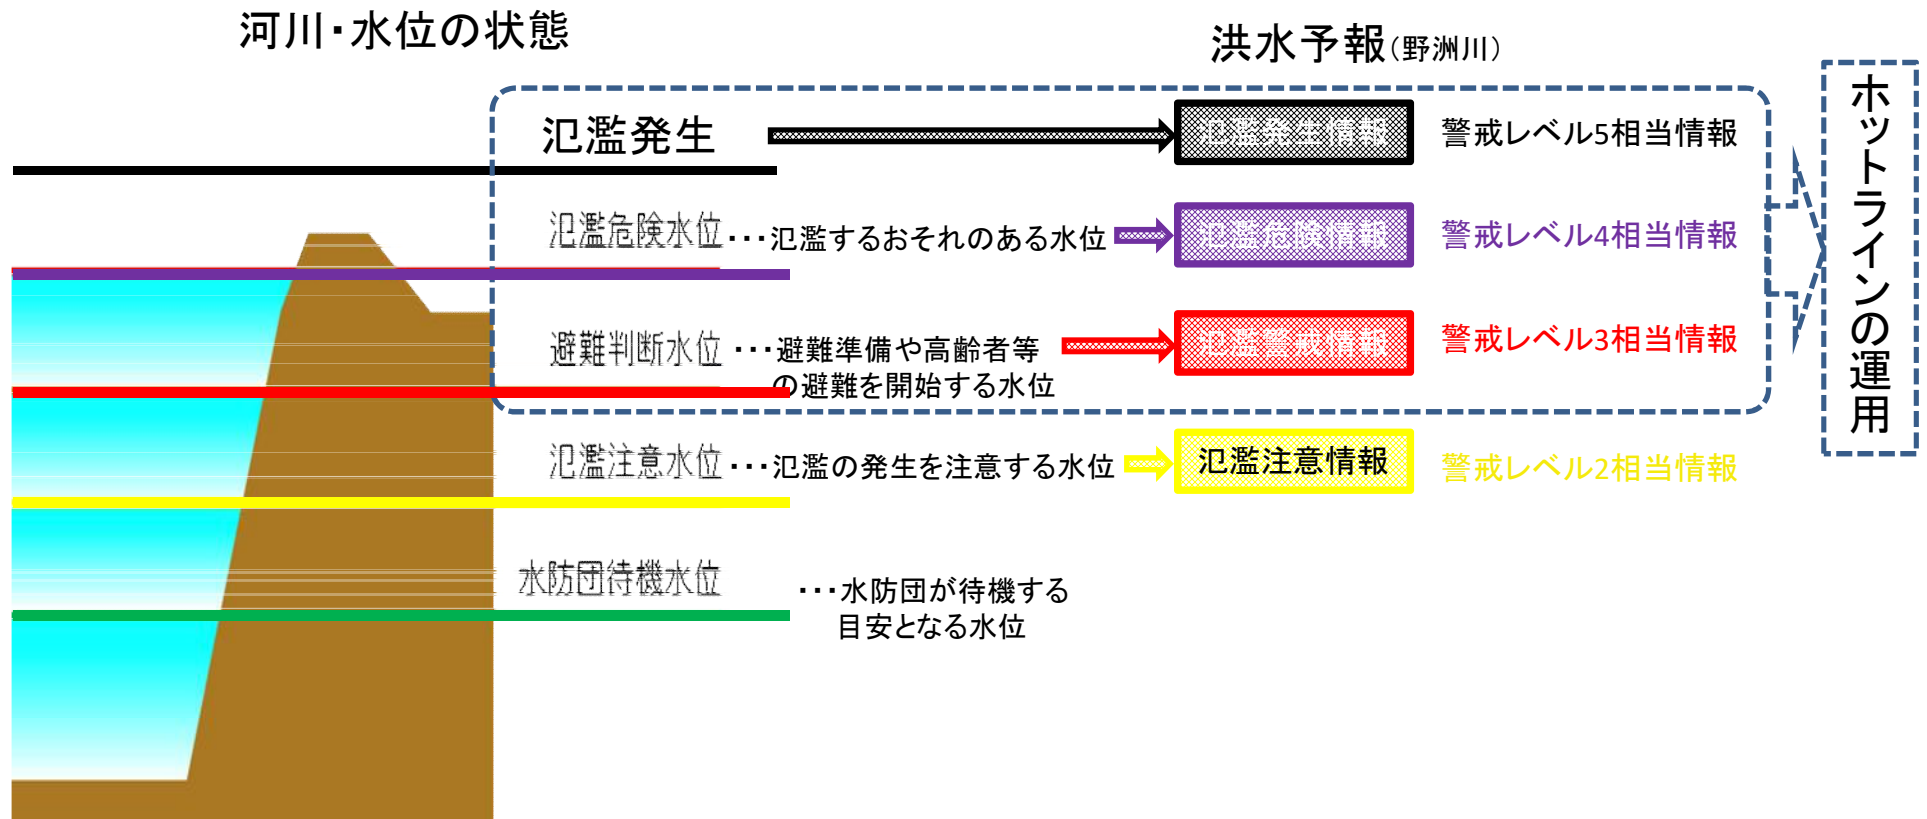 河川・水位の状態
洪水予報(野洲川)
氾濫発生
氾濫発生情報
警戒レベル5相当情報
氾濫危険水位
・・・氾濫するおそれのある水位
氾濫危険情報
警戒レベル4相当情報
避難判断水位
・・・避難準備や高齢者等
の避難を開始する水位
氾濫警戒情報
警戒レベル3相当情報
氾濫注意水位
・・・氾濫の発生を注意する水位
氾濫注意情報
警戒レベル2相当情報
水防団待機水位
・・・水防団が待機する
目安となる水位
ホットラインの運用